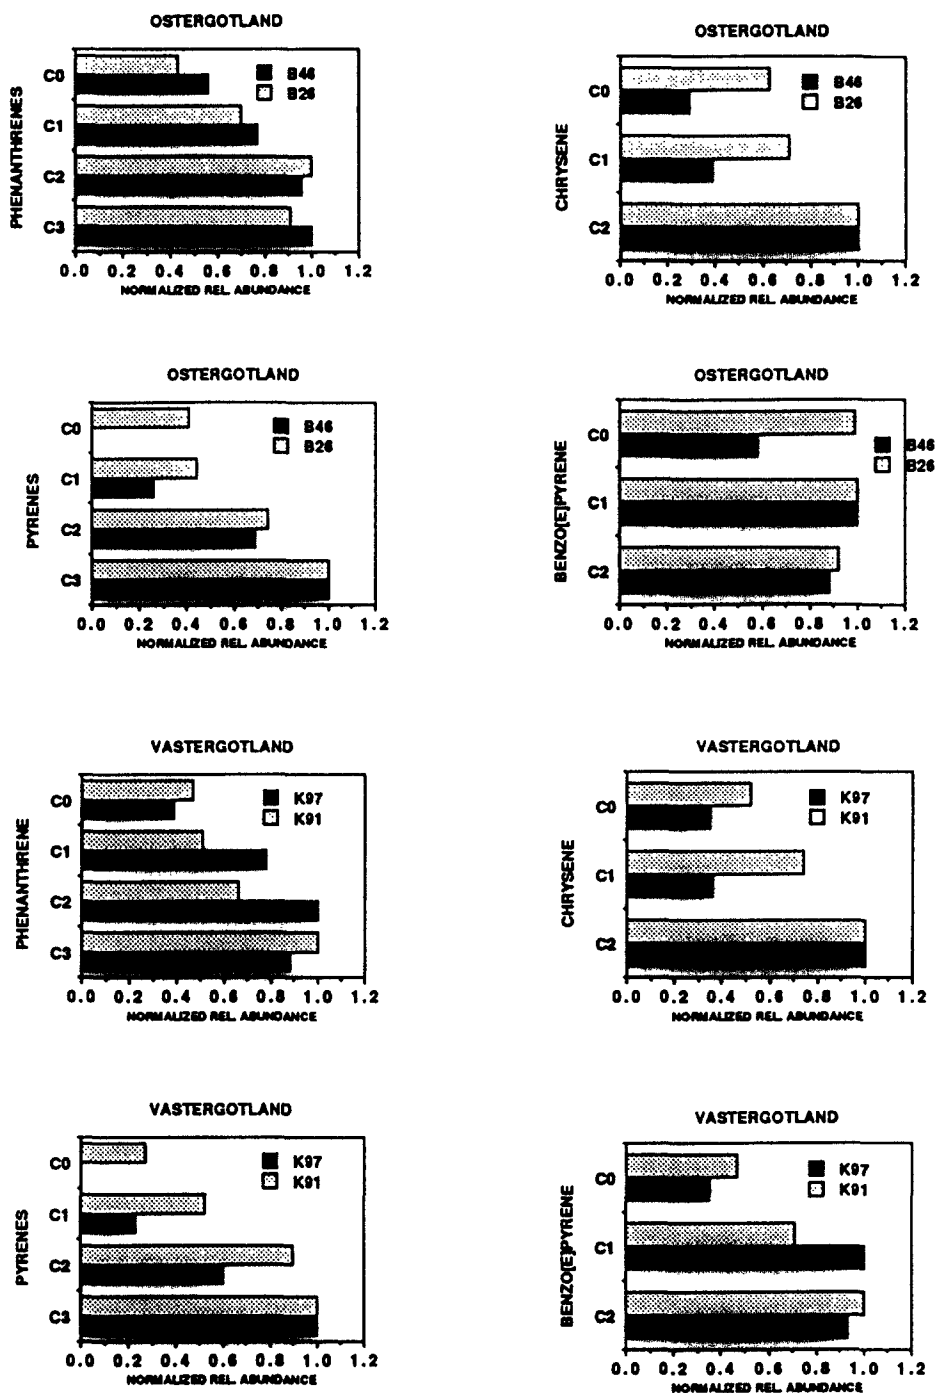 OSTERGOTLAND
PHENANTHRENES
C0
C1
C2
C3
B46
B26
0.0 0.2 0.4 0.6 0.8 1.0 1.2
NORMALIZED REL. ABUNDANCE
OSTERGOTLAND
CHRYSENE
C0
C1
C2
B46
B26
0.0 0.2 0.4 0.6 0.8 1.0 1.2
NORMALIZED REL. ABUNDANCE
OSTERGOTLAND
PYRENES
C0
C1
C2
C3
B46
B26
0.0 0.2 0.4 0.6 0.8 1.0 1.2
NORMALIZED REL. ABUNDANCE
OSTERGOTLAND
BENZO[E]PYRENE
C0
C1
C2
B46
B26
0.0 0.2 0.4 0.6 0.8 1.0 1.2
NORMALIZED REL. ABUNDANCE
VASTERGOTLAND
PHENANTHRENE
C0
C1
C2
C3
K97
K91
0.0 0.2 0.4 0.6 0.8 1.0 1.2
NORMALIZED REL. ABUNDANCE
VASTERGOTLAND
CHRYSENE
C0
C1
C2
K97
K91
0.0 0.2 0.4 0.6 0.8 1.0 1.2
NORMALIZED REL. ABUNDANCE
VASTERGOTLAND
PYRENES
C0
C1
C2
C3
K97
K91
0.0 0.2 0.4 0.6 0.8 1.0 1.2
NORMALIZED REL. ABUNDANCE
VASTERGOTLAND
BENZO[E]PYRENE
C0
C1
C2
K97
K91
0.0 0.2 0.4 0.6 0.8 1.0 1.2
NORMALIZED REL. ABUNDANCE